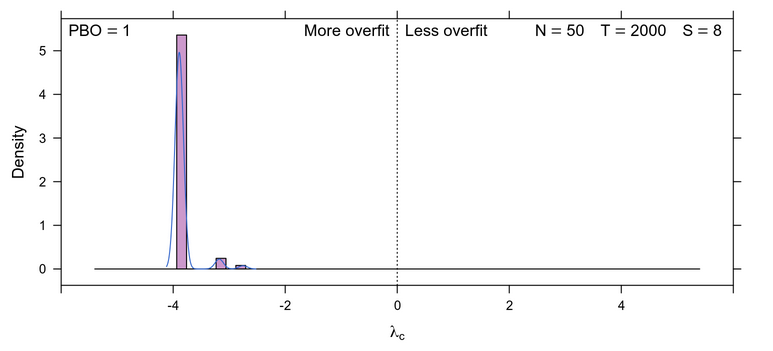 PBO = 1 More overfit Less overfit N = 50 T = 2000 S = 8
Density
5
4
3
2
1
0
-4 -2 0 2 4
λc